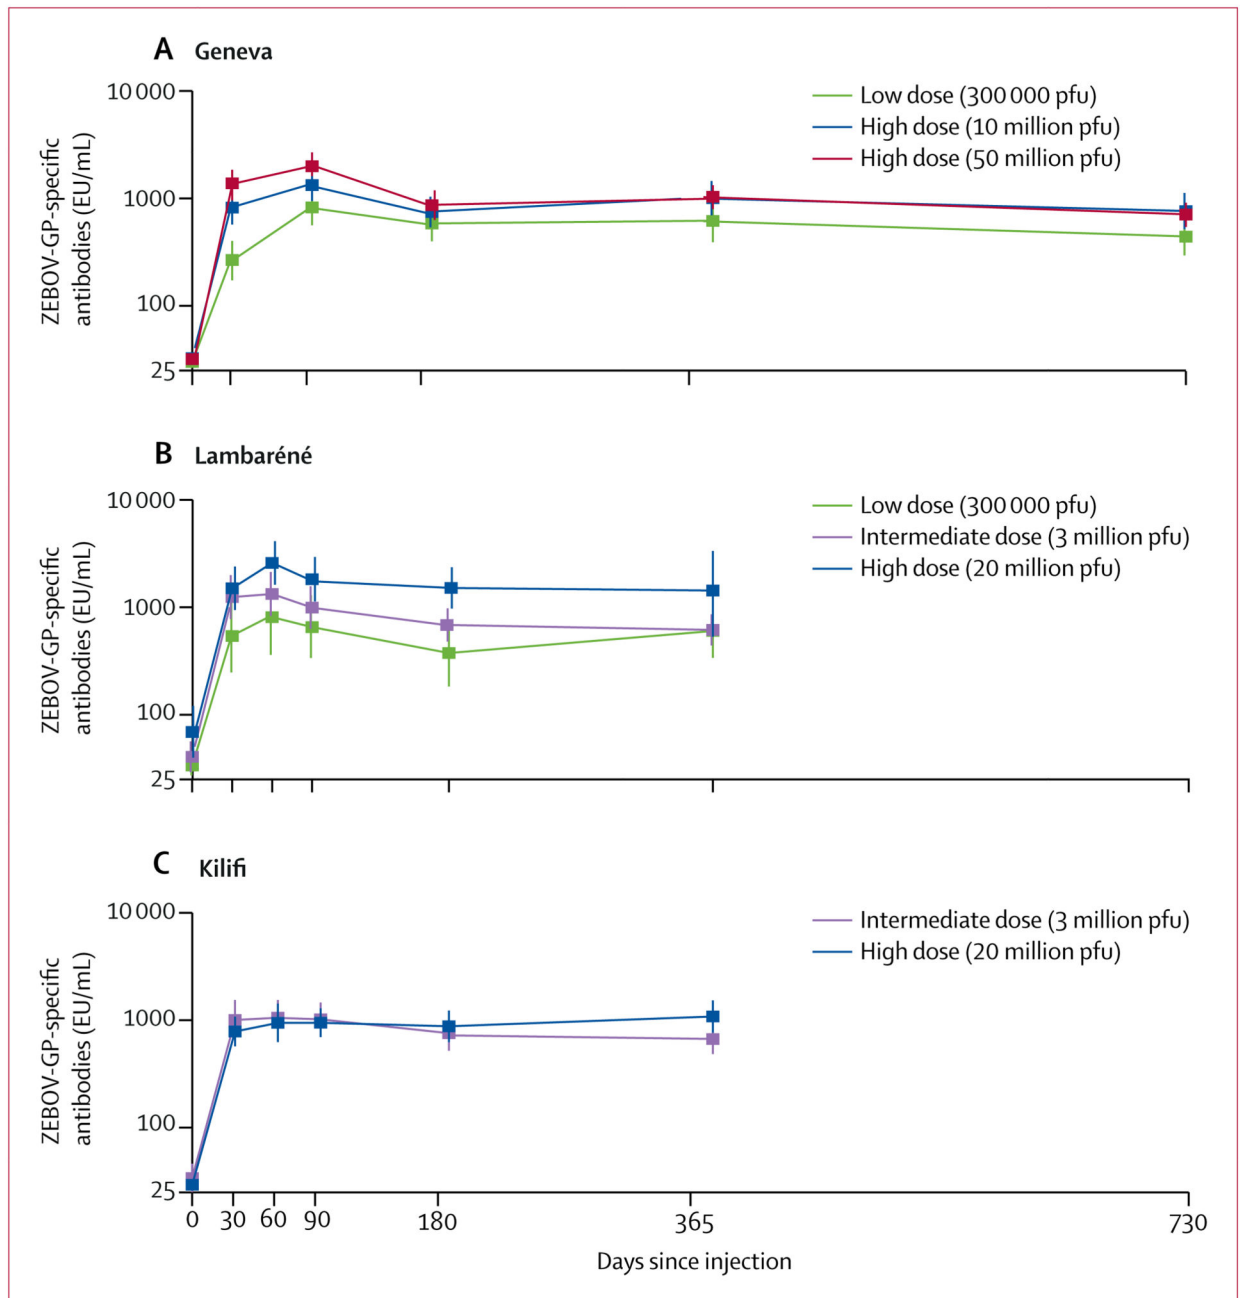 A Geneva
10 000
1000
100
25
ZEBOV-GP-specific
antibodies (EU/mL)
Low dose (300 000 pfu)
High dose (10 million pfu)
High dose (50 million pfu)
B Lambaréné
10 000
1000
100
25
ZEBOV-GP-specific
antibodies (EU/mL)
Low dose (300 000 pfu)
Intermediate dose (3 million pfu)
High dose (20 million pfu)
C Kilifi
10 000
1000
100
25
ZEBOV-GP-specific
antibodies (EU/mL)
Intermediate dose (3 million pfu)
High dose (20 million pfu)
0 30 60 90 180 365 730
Days since injection